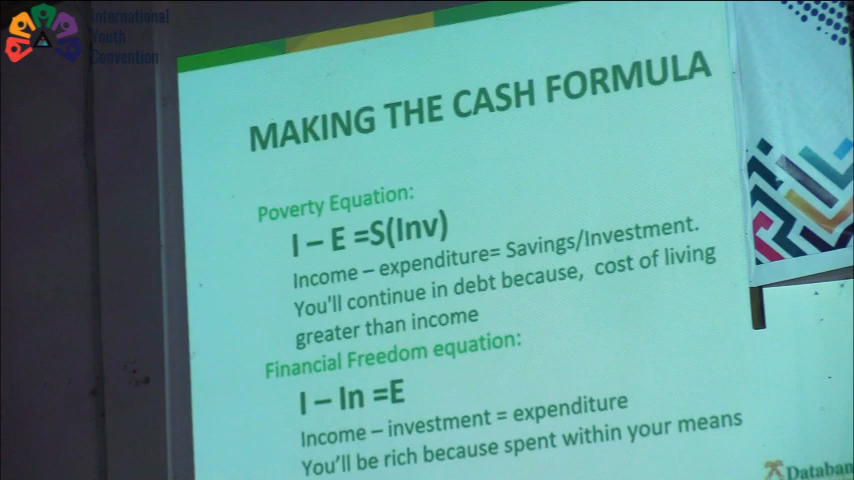 International
Youth
Convention
MAKING THE CASH FORMULA
Poverty Equation:
I – E =S(Inv)
Income – expenditure= Savings/Investment.
You'll continue in debt because, cost of living
greater than income
Financial Freedom equation:
I – In =E
Income – investment = expenditure
You'll be rich because spent within your means
Databan